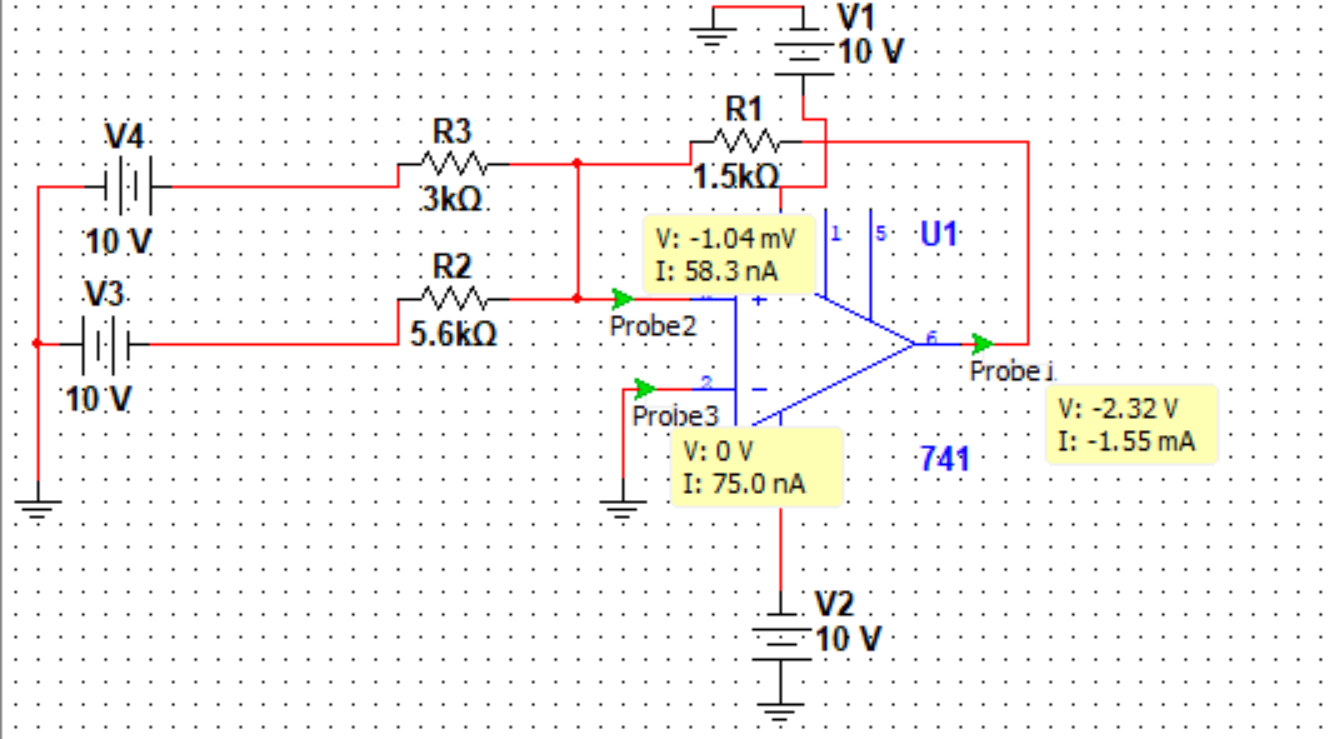 V1
10 V
R1
1.5kΩ
V4
10 V
R3
3kΩ
V3
10 V
R2
5.6kΩ
V: -1.04 mV
I: 58.3 nA
1
5
U1
+
Probe2
6
Probe1
2
−
Probe3
V: -2.32 V
I: -1.55 mA
V: 0 V
I: 75.0 nA
741
V2
10 V